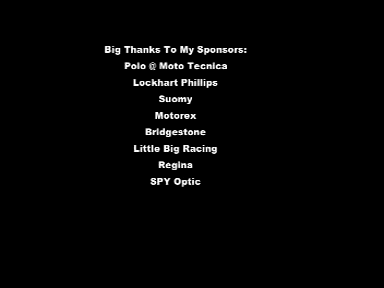 Big Thanks To My Sponsors:
Polo @ Moto Tecnica
Lockhart Phillips
Suomy
Motorex
Bridgestone
Little Big Racing
Regina
SPY Optic